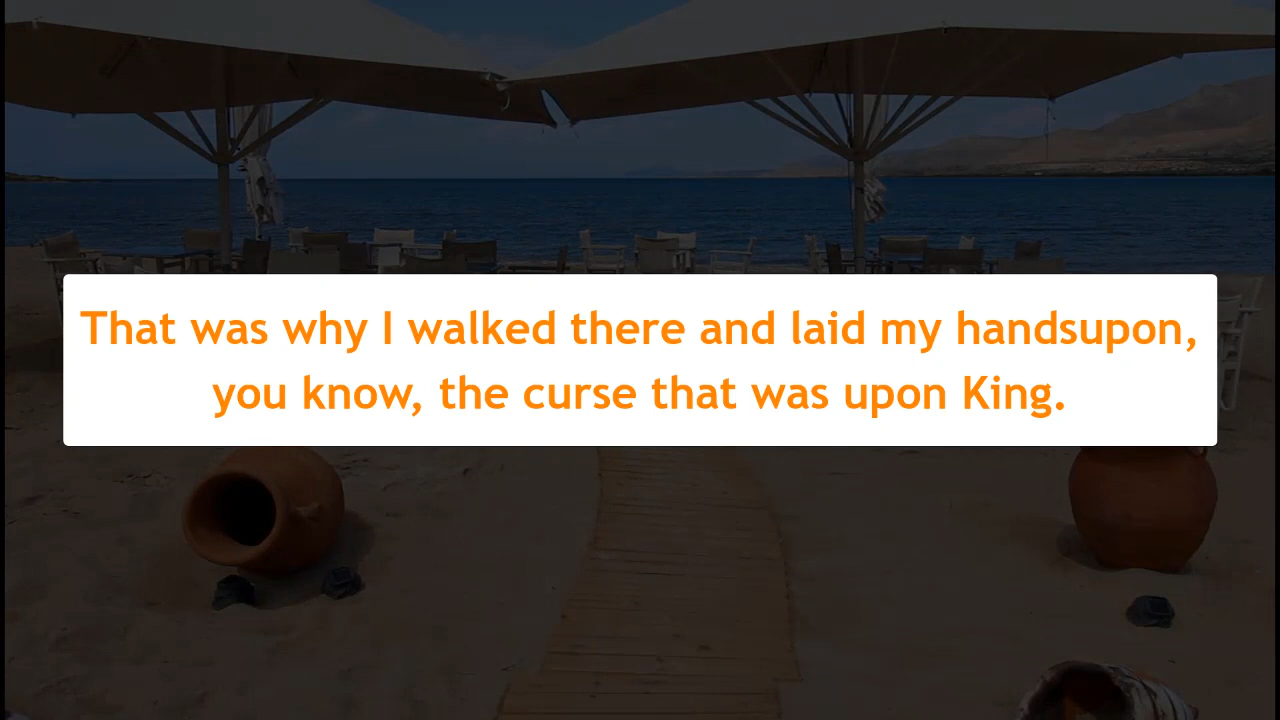 That was why I walked there and laid my handsupon,
you know, the curse that was upon King.